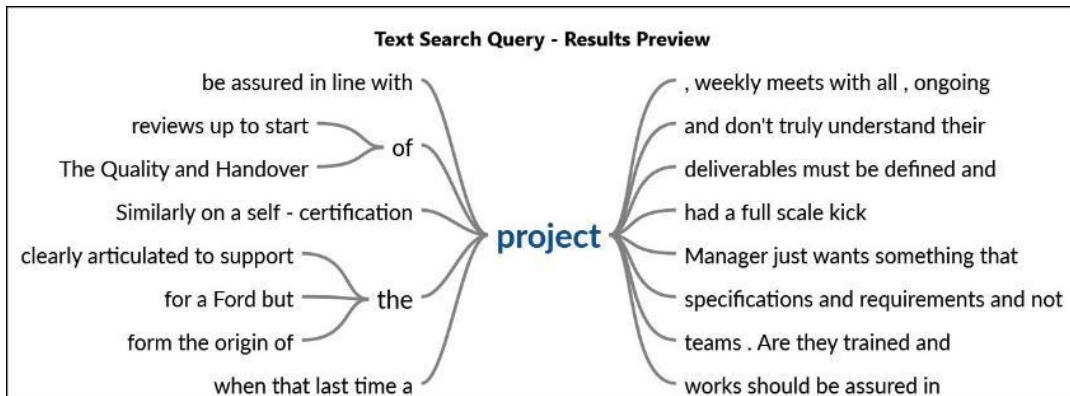 Text Search Query - Results Preview
be assured in line with
reviews up to start
of
The Quality and Handover
Similarly on a self - certification
clearly articulated to support
for a Ford but
the
form the origin of
when that last time a
project
, weekly meets with all , ongoing
and don't truly understand their
deliverables must be defined and
had a full scale kick
Manager just wants something that
specifications and requirements and not
teams . Are they trained and
works should be assured in